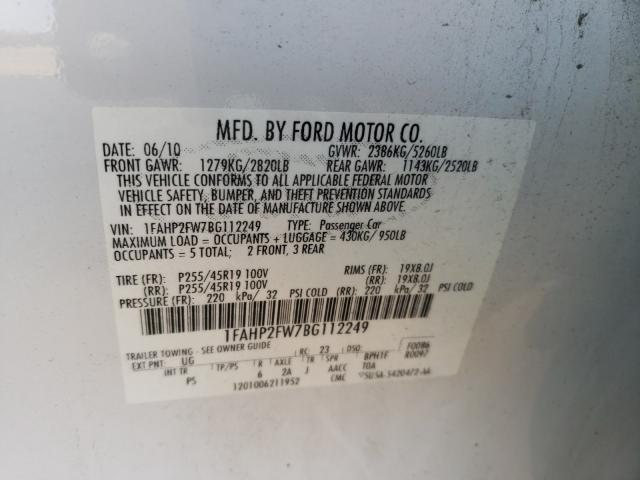 MFD. BY FORD MOTOR CO.
DATE: 06/10 GVWR: 2386KG/5260LB
FRONT GAWR: 1279KG/2820LB REAR GAWR: 1143KG/2520LB
THIS VEHICLE CONFORMS TO ALL APPLICABLE FEDERAL MOTOR
VEHICLE SAFETY, BUMPER, AND THEFT PREVENTION STANDARDS
IN EFFECT ON THE DATE OF MANUFACTURE SHOWN ABOVE.
VIN: 1FAHP2FW7BG112249 TYPE: Passenger Car
MAXIMUM LOAD = OCCUPANTS + LUGGAGE = 430KG/ 950LB
OCCUPANTS = 5 TOTAL; 2 FRONT, 3 REAR
TIRE (FR): P255/45R19 100V RIMS (FR): 19X8.0J
(RR): P255/45R19 100V (RR): 19X8.0J
PRESSURE (FR): 220 kPa/ 32 PSI COLD (RR): 220 kPa/ 32 PSI COLD
1FAHP2FW7BG112249
TRAILER TOWING - SEE OWNER GUIDE RC: 23 DSO: F0086
EXT PNT: UG R0097
INT TR TP/PS R AXLE TR SPR BPHTF
P5 6 2A J AACC TOA
1201006211952 CMC 5420472-AA